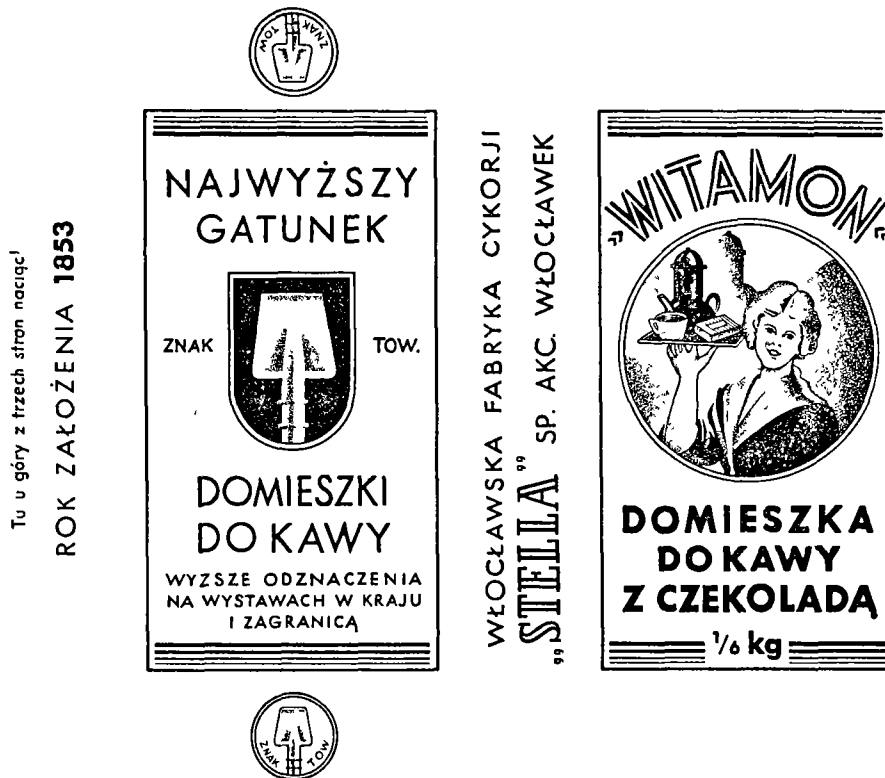 Tu u góry z trzech stron naciąć!
ROK ZAŁOŻENIA 1853
ZNAK TOW
NAJWYŻSZY
GATUNEK
ZNAK TOW.
DOMIESZKI
DO KAWY
WYZSZE ODZNACZENIA
NA WYSTAWACH W KRAJU
I ZAGRANICĄ
ZNAK TOW
WŁOCŁAWSKA FABRYKA CYKORJI
„STELLA” SP. AKC. WŁOCŁAWEK
„WITAMON”
DOMIESZKA
DO KAWY
Z CZEKOLADĄ
1/6 kg